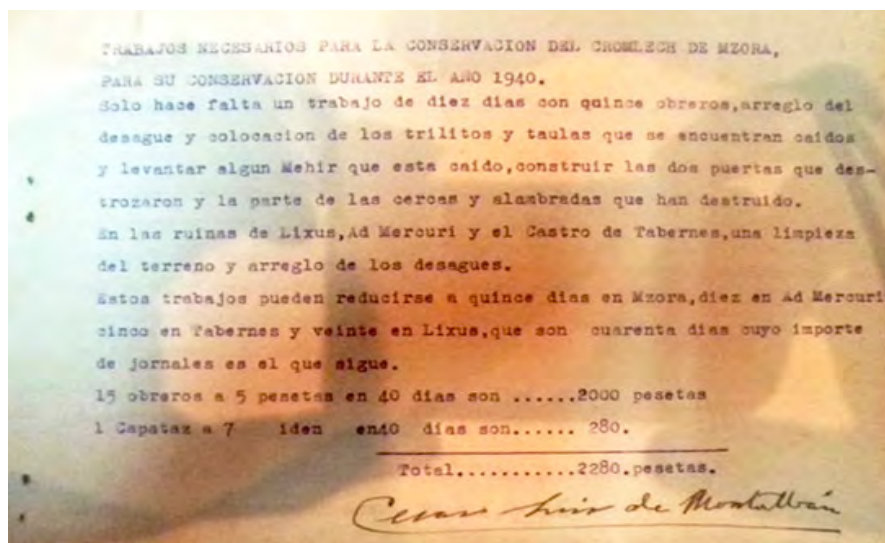 TRABAJOS NECESARIOS PARA LA CONSERVACION DEL CROMLECH DE MZORA,
PARA SU CONSERVACION DURANTE EL AÑO 1940.
Solo hace falta un trabajo de diez dias con quince obreros,arreglo del
desague y colocacion de los trilitos y taulas que se encuentran caidos
y levantar algun Mehir que esta caido,construir las dos puertas que des-
trozaron y la parte de las cercas y alambradas que han destruido.
En las ruinas de Lixus,Ad Mercuri y el Castro de Tabernes,una limpieza
del terreno y arreglo de los desagues.
Estos trabajos pueden reducirse a quince dias en Mzora,diez en Ad Mercuri
cinco en Tabernes y veinte en Lixus,que son cuarenta dias cuyo importe
de jornales es el que sigue.
15 obreros a 5 pesetas en 40 dias son ......2000 pesetas
1 Capataz a 7 iden en40 dias son...... 280.
Total...........2280.pesetas.
Cesar Luis de Montalbán